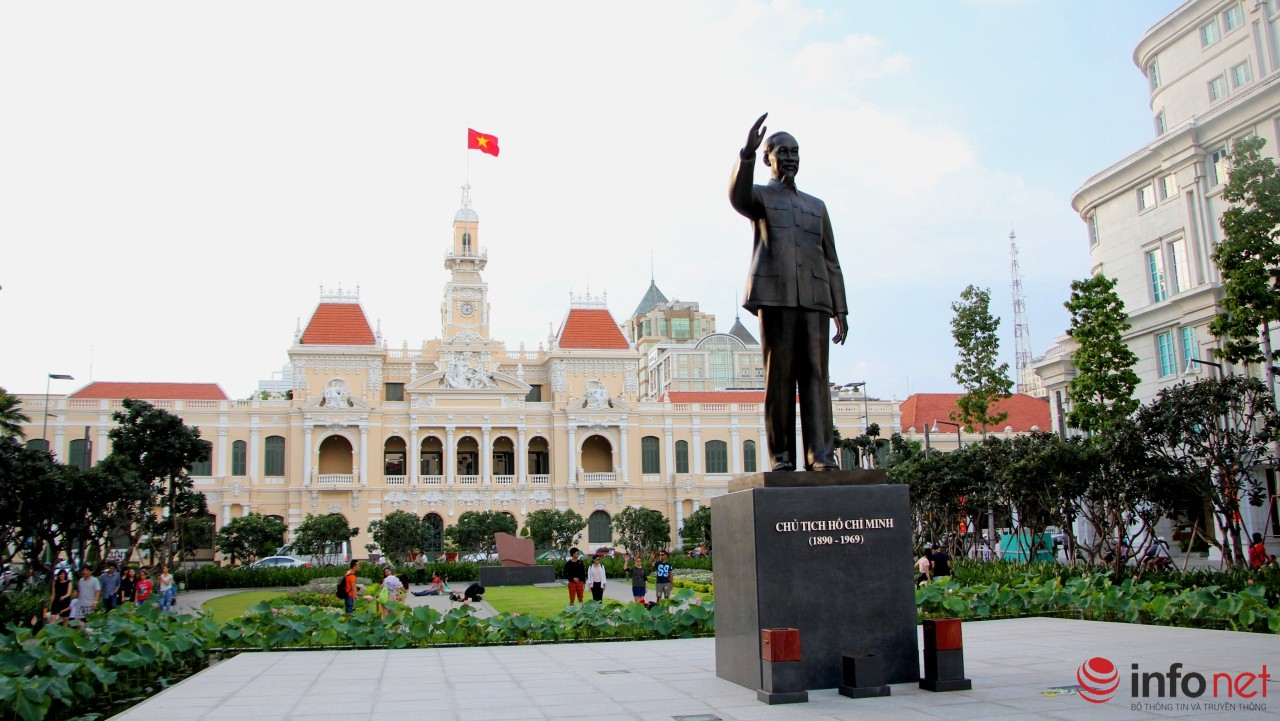 CHỦ TỊCH HỒ CHÍ MINH
(1890 - 1969)
infonet
BỘ THÔNG TIN VÀ TRUYỀN THÔNG